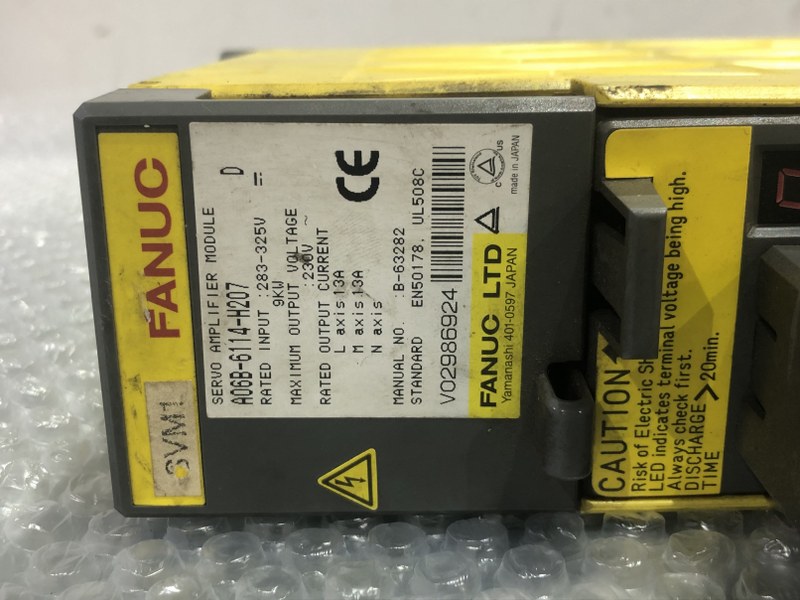 FANUC
SVM1
SERVO AMPLIFIER MODULE D
A06B-6114-H207
RATED INPUT :283-325V ⎓
9KW
MAXIMUM OUTPUT VOLTAGE
:230V ~
RATED OUTPUT CURRENT
L axis:13A
M axis:13A
N axis
MANUAL NO. :B-63282
STANDARD EN50178, UL508C
V02986924
CE
FANUC LTD
Yamanashi 401-0597 JAPAN
C US
made in JAPAN
CAUTION
Risk of Electric Sh
LED indicates terminal voltage being high.
Always check first.
DISCHARGE > 20min.
TIME